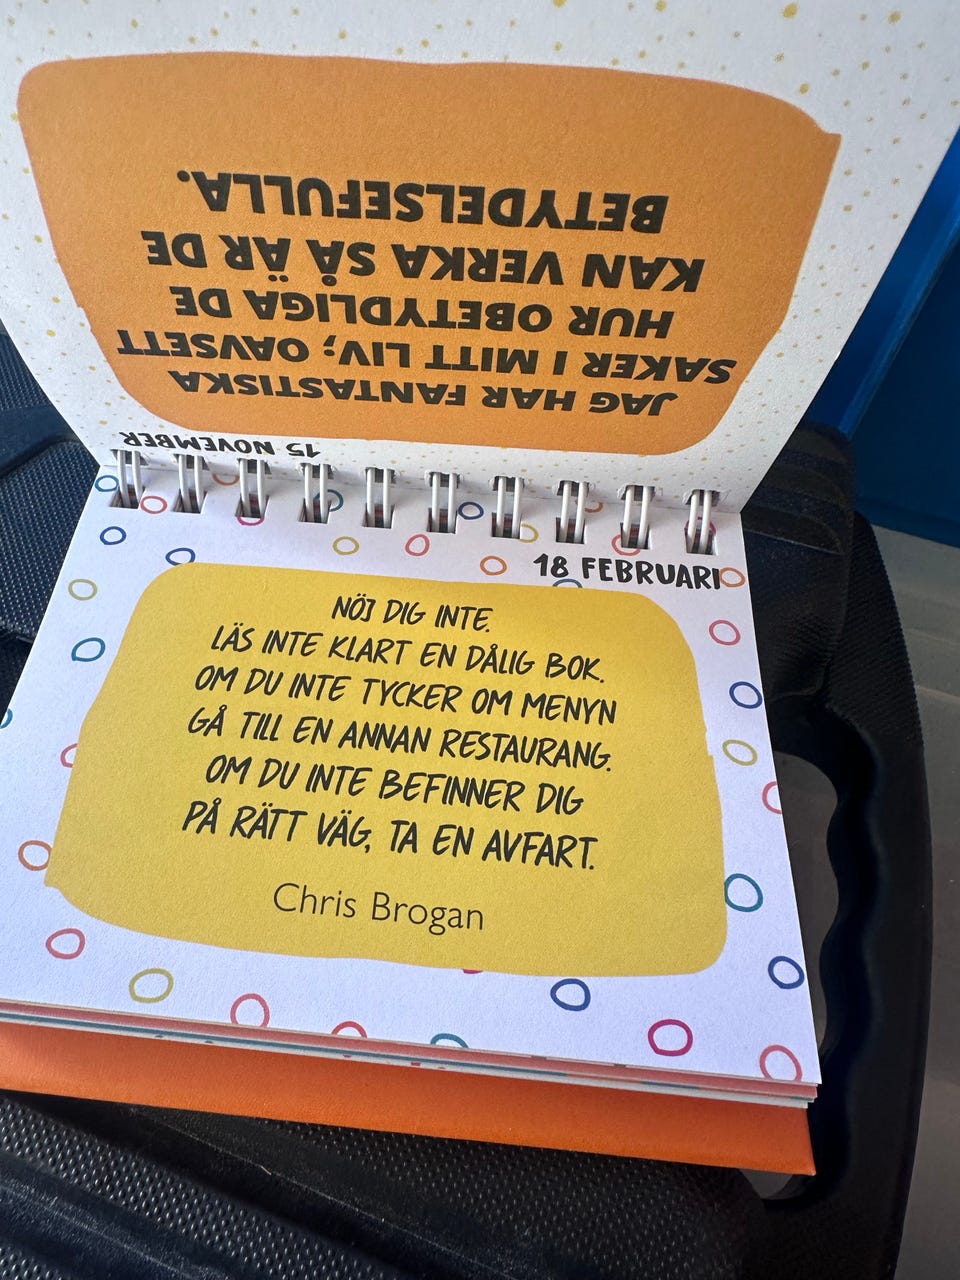 15 NOVEMBER
JAG HAR FANTASTISKA
SAKER I MITT LIV; OAVSETT
HUR OBETYDLIGA DE
KAN VERKA SÅ ÄR DE
BETYDELSEFULLA.
18 FEBRUARI
NÖJ DIG INTE.
LÄS INTE KLART EN DÅLIG BOK.
OM DU INTE TYCKER OM MENYN
GÅ TILL EN ANNAN RESTAURANG.
OM DU INTE BEFINNER DIG
PÅ RÄTT VÄG, TA EN AVFART.
Chris Brogan